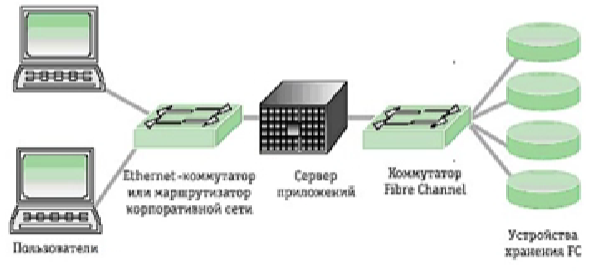 Ethernet-коммутатор
или маршрутизатор
корпоративной сети
Сервер
приложений
Коммутатор
Fibre Channel
Пользователи
Устройства
хранения FC